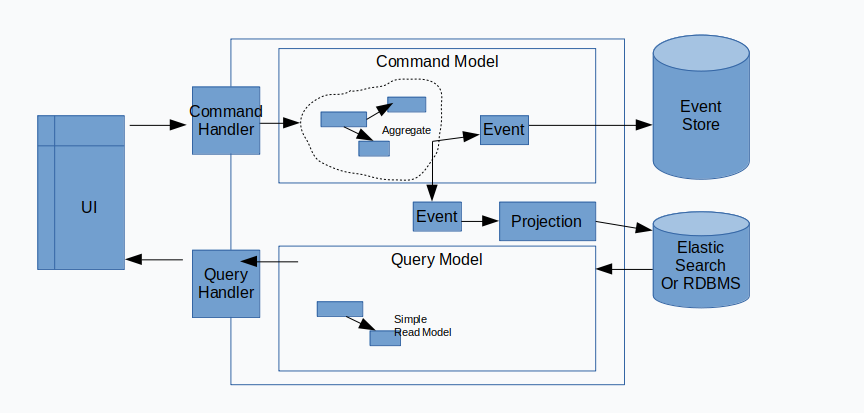 Command Model
Command
Handler
Aggregate
Event
Event
Store
UI
Event
Projection
Elastic
Search
Or RDBMS
Query Model
Query
Handler
Simple
Read Model